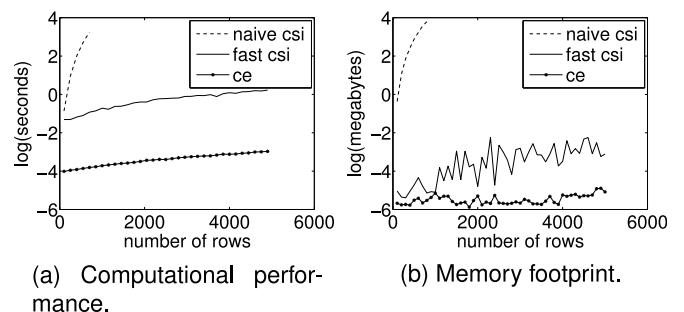 4
2
0
−2
−4
−6
log(seconds)
0
2000
4000
6000
number of rows
naive csi
fast csi
ce
(a) Computational perfor-
mance.
4
2
0
−2
−4
−6
log(megabytes)
0
2000
4000
6000
number of rows
naive csi
fast csi
ce
(b) Memory footprint.